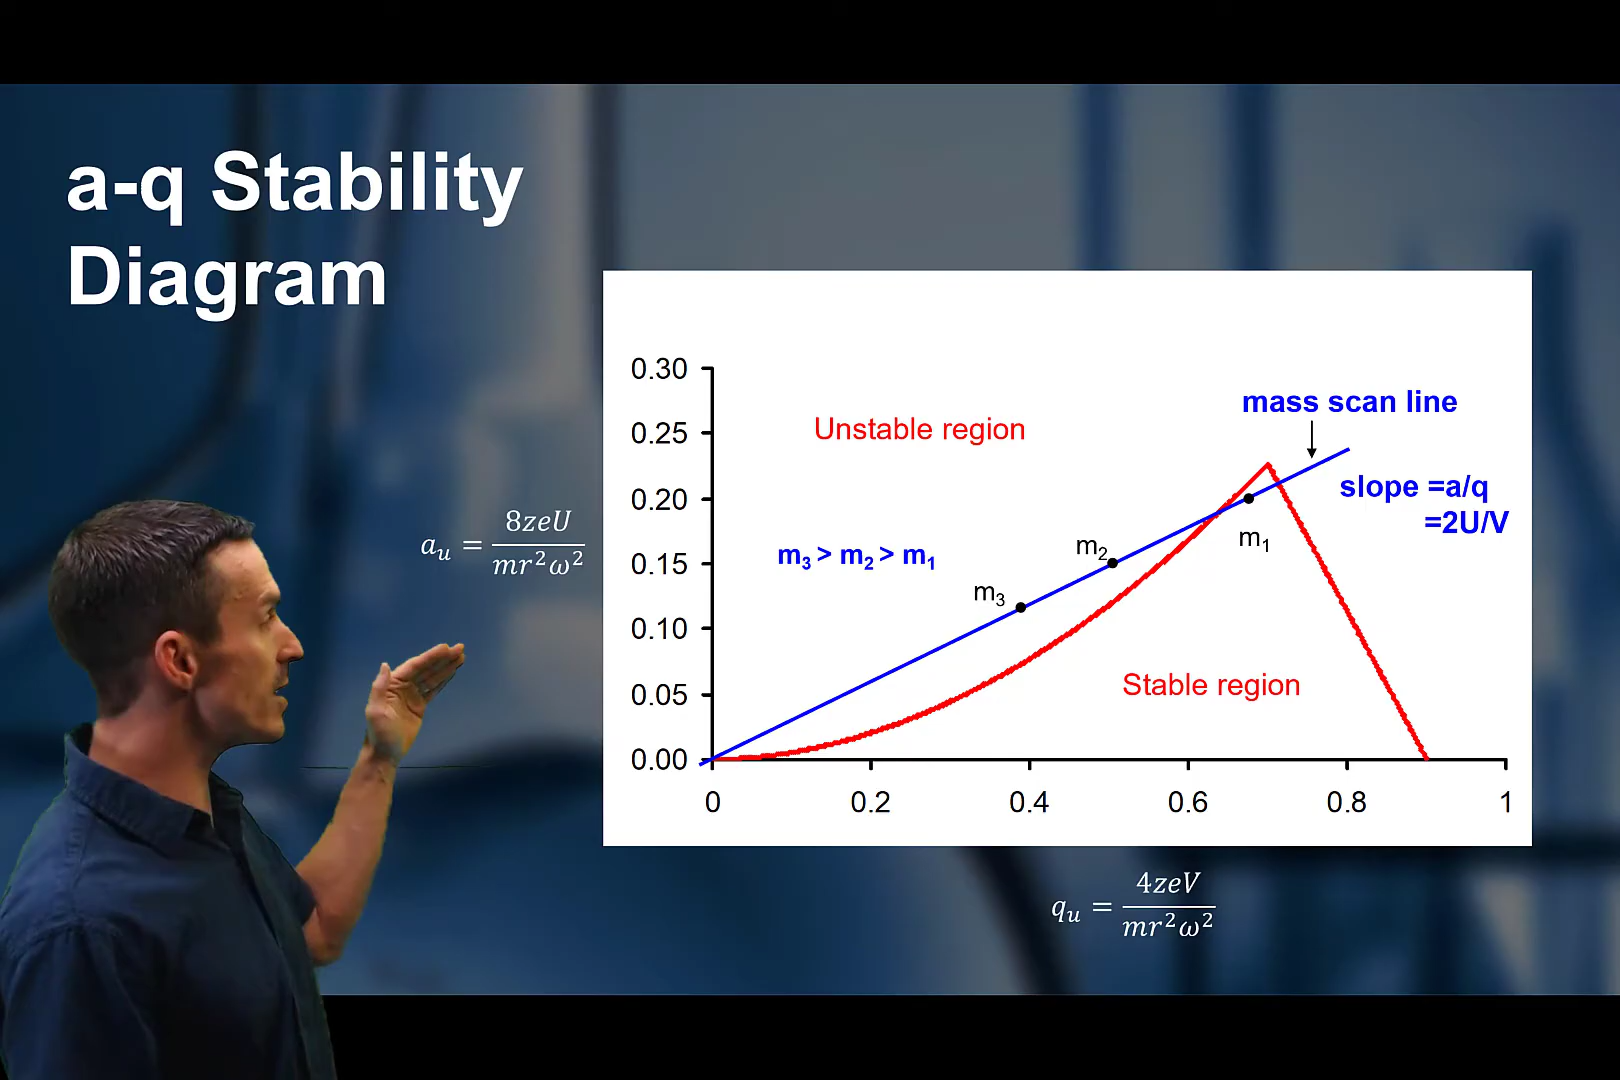 a-q Stability
Diagram
a_u = 8zeU / mr²ω²
0.30
0.25
0.20
0.15
0.10
0.05
0.00
0
0.2
0.4
0.6
0.8
1
Unstable region
mass scan line
slope =a/q
=2U/V
m₃ > m₂ > m₁
m₃
m₂
m₁
Stable region
q_u = 4zeV / mr²ω²